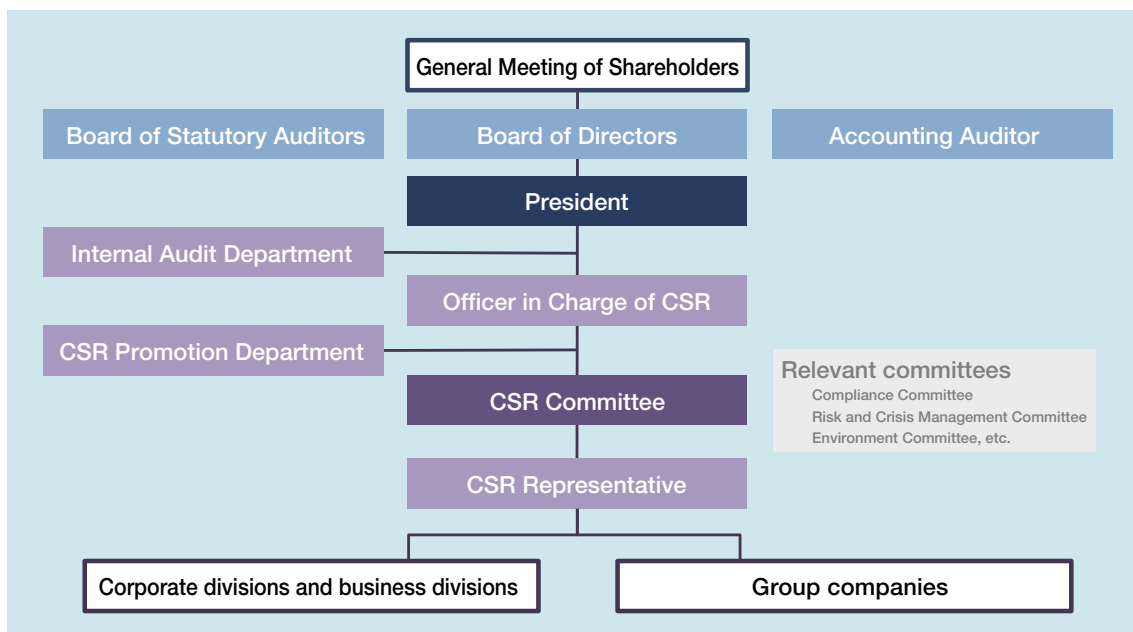 General Meeting of Shareholders
Board of Statutory Auditors
Board of Directors
Accounting Auditor
President
Internal Audit Department
Officer in Charge of CSR
CSR Promotion Department
Relevant committees
Compliance Committee
Risk and Crisis Management Committee
Environment Committee, etc.
CSR Committee
CSR Representative
Corporate divisions and business divisions
Group companies